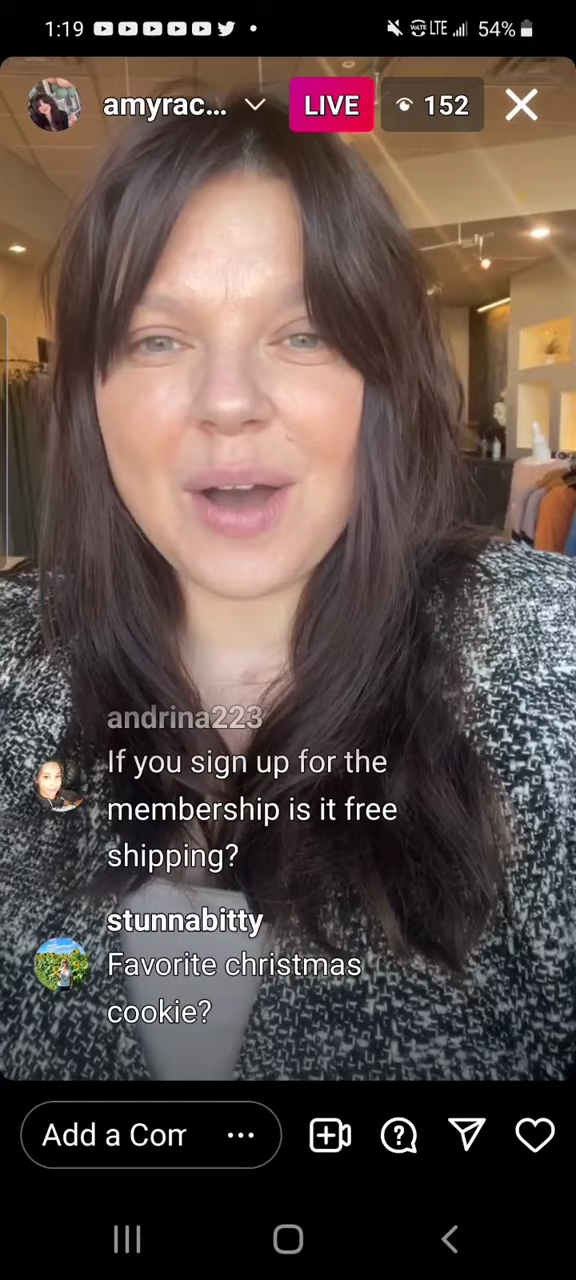 1:19 VoLTE LTE 54%
amyrac... LIVE 152
andrina223
If you sign up for the
membership is it free
shipping?
stunnabitty
Favorite christmas
cookie?
Add a Com